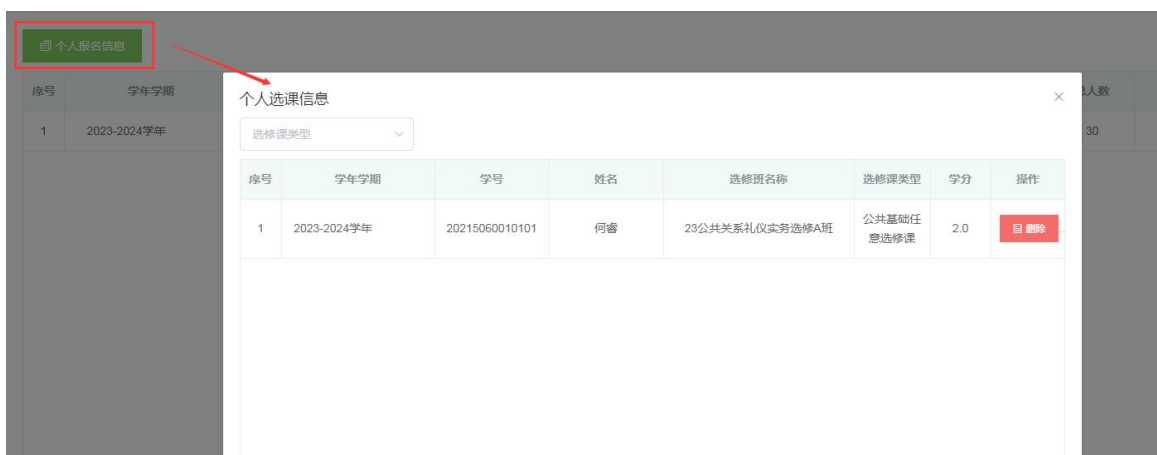 个人报名信息
序号 学年学期 总人数
1 2023-2024学年 30
个人选课信息
选修课类型
序号 学年学期 学号 姓名 选修班名称 选修课类型 学分 操作
1 2023-2024学年 20215060010101 何睿 23公共关系礼仪实务选修A班 公共基础任 2.0 删除
意选修课